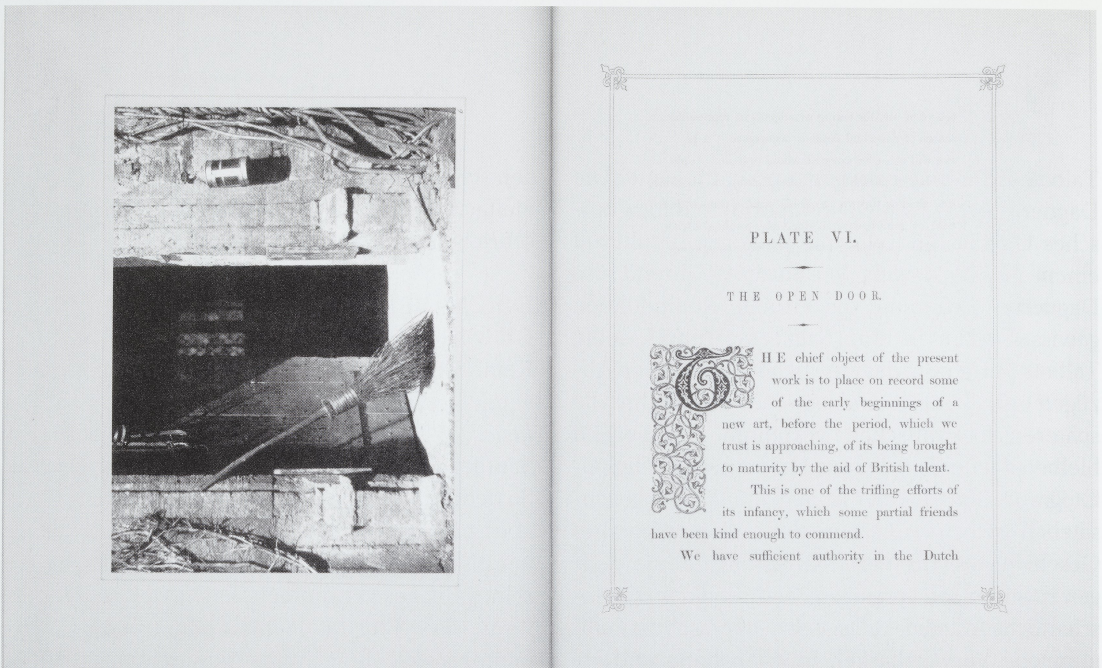 PLATE VI.
THE OPEN DOOR.
THE chief object of the present
work is to place on record some
of the early beginnings of a
new art, before the period, which we
trust is approaching, of its being brought
to maturity by the aid of British talent.
This is one of the trifling efforts of
its infancy, which some partial friends
have been kind enough to commend.
We have sufficient authority in the Dutch